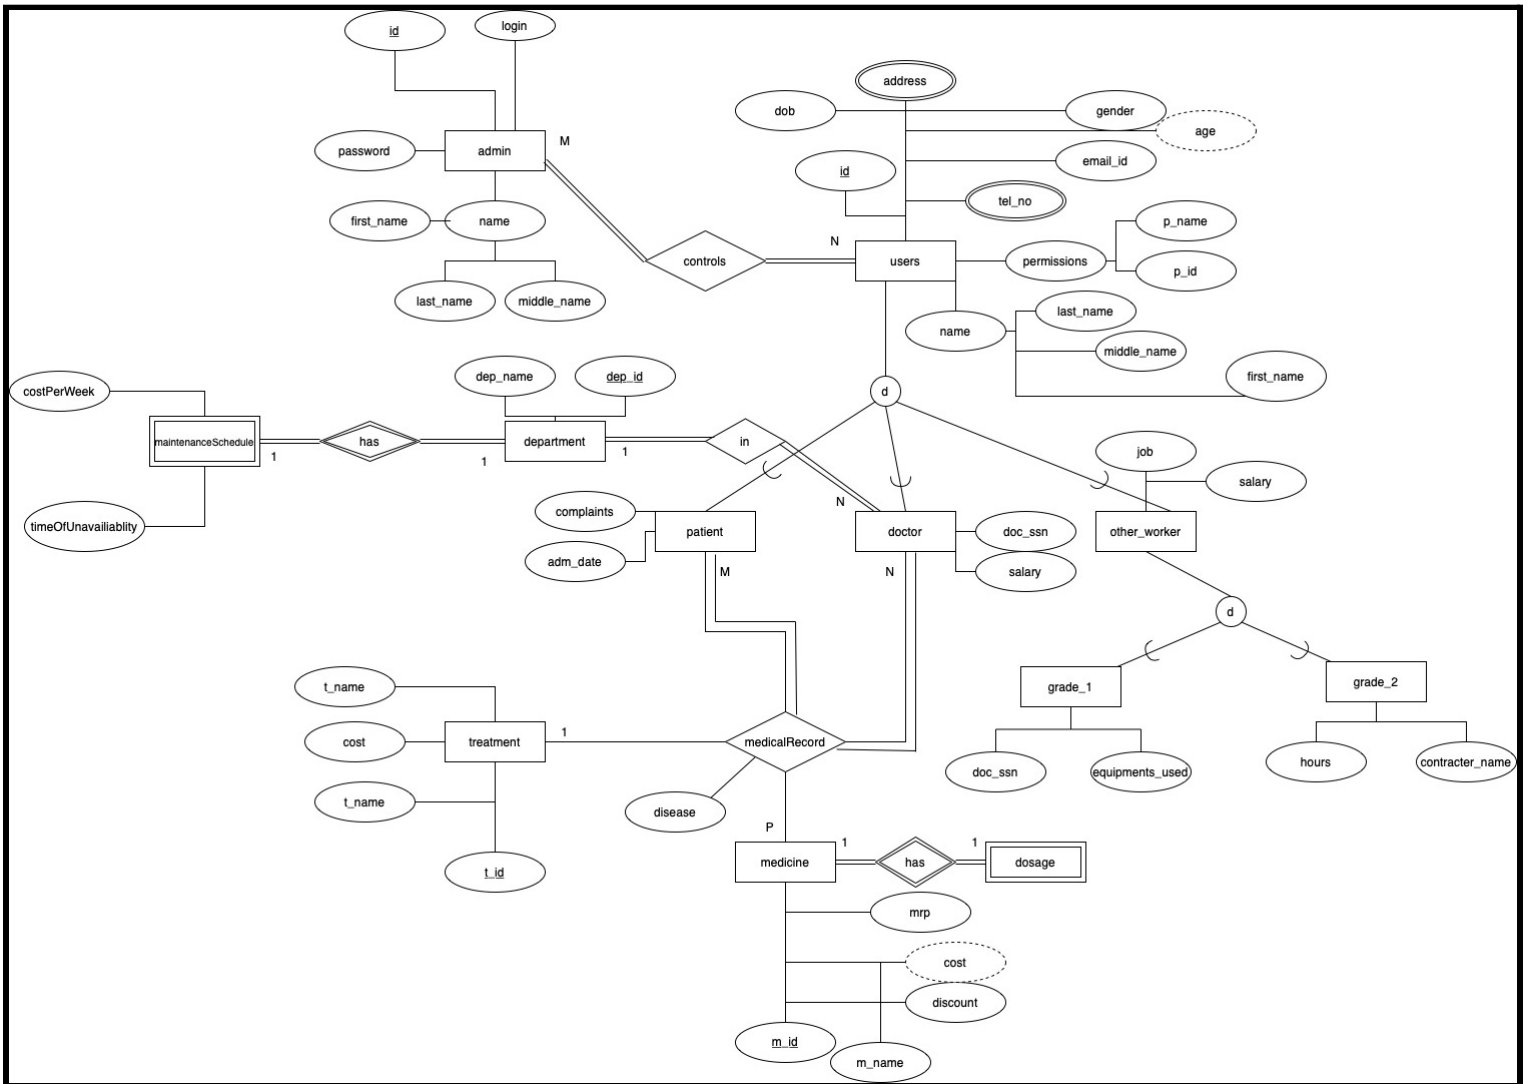 id
login
address
dob
gender
age
password
admin
M
id
email_id
first_name
name
tel_no
p_name
N
controls
users
permissions
p_id
last_name
middle_name
name
last_name
middle_name
first_name
costPerWeek
dep_name
dep_id
d
maintenanceSchedule
has
department
in
1
1
1
job
salary
timeOfUnavailiablity
complaints
N
patient
doctor
doc_ssn
other_worker
adm_date
M
N
salary
d
t_name
grade_1
grade_2
cost
treatment
1
medicalRecord
doc_ssn
equipments_used
hours
contracter_name
t_name
disease
P
1
1
t_id
medicine
has
dosage
mrp
cost
discount
m_id
m_name